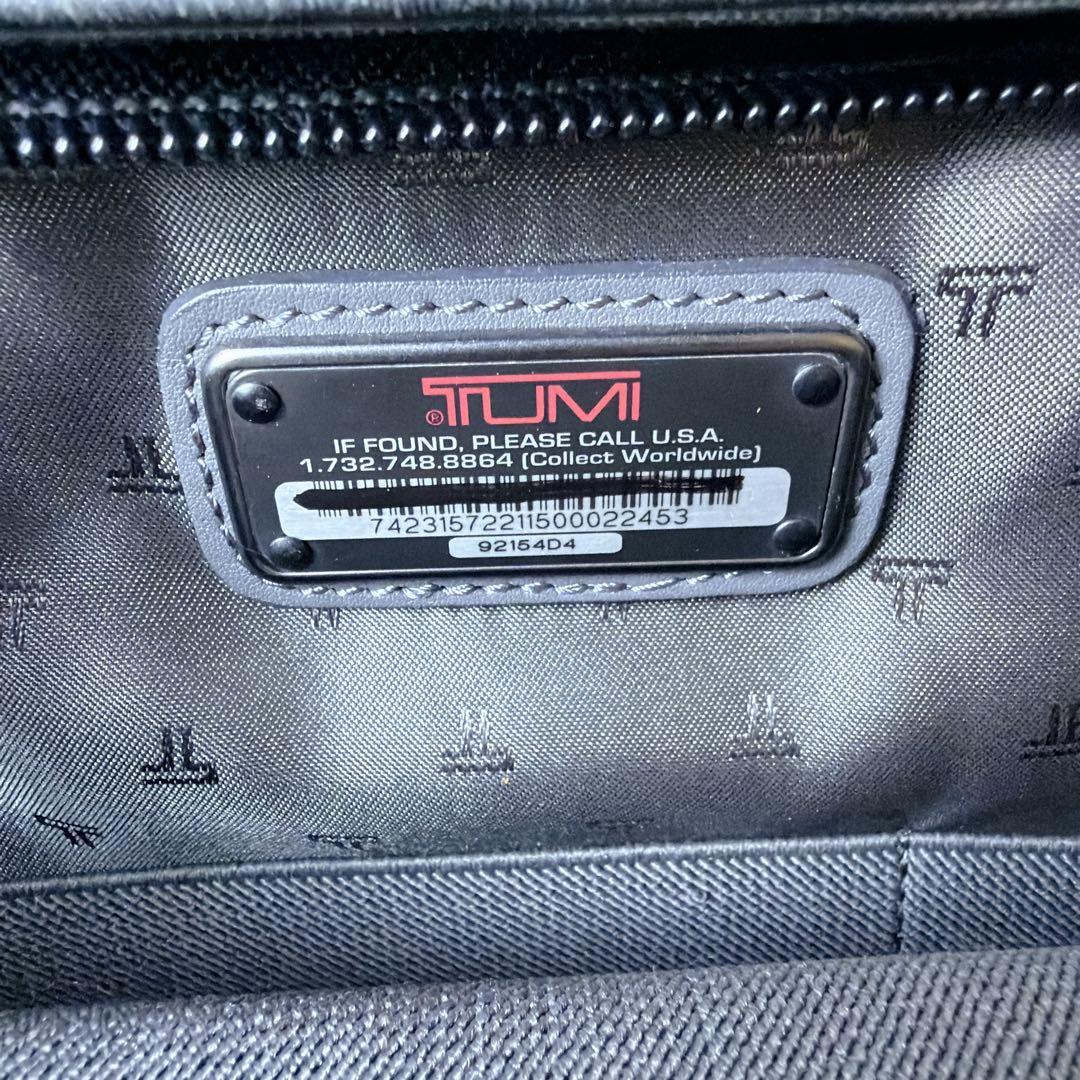 TUMI®
IF FOUND, PLEASE CALL U.S.A.
1.732.748.8864 (Collect Worldwide)
74231572211500022453
92154D4